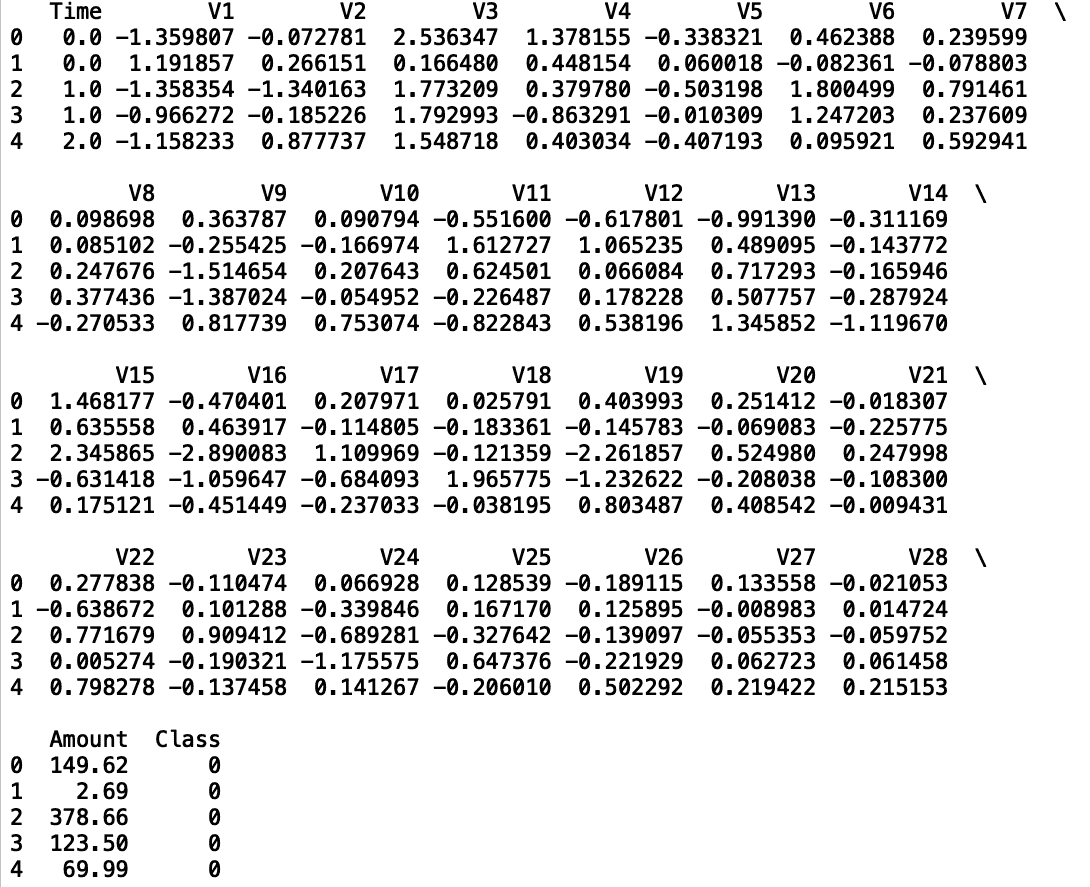 Time        V1        V2        V3        V4        V5        V6        V7  \
0   0.0 -1.359807 -0.072781  2.536347  1.378155 -0.338321  0.462388  0.239599
1   0.0  1.191857  0.266151  0.166480  0.448154  0.060018 -0.082361 -0.078803
2   1.0 -1.358354 -1.340163  1.773209  0.379780 -0.503198  1.800499  0.791461
3   1.0 -0.966272 -0.185226  1.792993 -0.863291 -0.010309  1.247203  0.237609
4   2.0 -1.158233  0.877737  1.548718  0.403034 -0.407193  0.095921  0.592941

         V8        V9       V10       V11       V12       V13       V14  \
0  0.098698  0.363787  0.090794 -0.551600 -0.617801 -0.991390 -0.311169
1  0.085102 -0.255425 -0.166974  1.612727  1.065235  0.489095 -0.143772
2  0.247676 -1.514654  0.207643  0.624501  0.066084  0.717293 -0.165946
3  0.377436 -1.387024 -0.054952 -0.226487  0.178228  0.507757 -0.287924
4 -0.270533  0.817739  0.753074 -0.822843  0.538196  1.345852 -1.119670

        V15       V16       V17       V18       V19       V20       V21  \
0  1.468177 -0.470401  0.207971  0.025791  0.403993  0.251412 -0.018307
1  0.635558  0.463917 -0.114805 -0.183361 -0.145783 -0.069083 -0.225775
2  2.345865 -2.890083  1.109969 -0.121359 -2.261857  0.524980  0.247998
3 -0.631418 -1.059647 -0.684093  1.965775 -1.232622 -0.208038 -0.108300
4  0.175121 -0.451449 -0.237033 -0.038195  0.803487  0.408542 -0.009431

        V22       V23       V24       V25       V26       V27       V28  \
0  0.277838 -0.110474  0.066928  0.128539 -0.189115  0.133558 -0.021053
1 -0.638672  0.101288 -0.339846  0.167170  0.125895 -0.008983  0.014724
2  0.771679  0.909412 -0.689281 -0.327642 -0.139097 -0.055353 -0.059752
3  0.005274 -0.190321 -1.175575  0.647376 -0.221929  0.062723  0.061458
4  0.798278 -0.137458  0.141267 -0.206010  0.502292  0.219422  0.215153

   Amount  Class
0  149.62      0
1    2.69      0
2  378.66      0
3  123.50      0
4   69.99      0